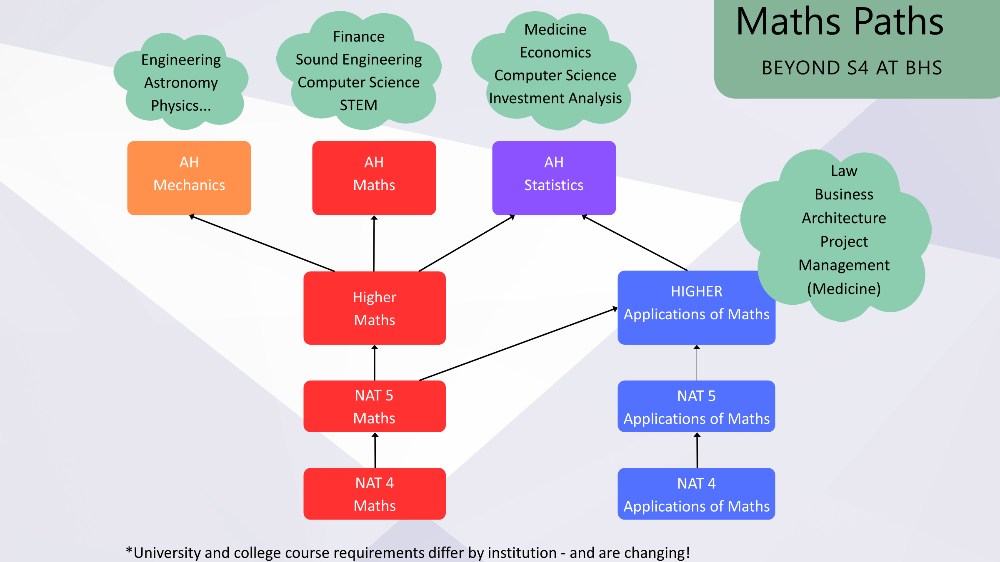 Maths Paths
BEYOND S4 AT BHS
Engineering
Astronomy
Physics...
Finance
Sound Engineering
Computer Science
STEM
Medicine
Economics
Computer Science
Investment Analysis
Law
Business
Architecture
Project
Management
(Medicine)
AH
Mechanics
AH
Maths
AH
Statistics
Higher
Maths
HIGHER
Applications of Maths
NAT 5
Maths
NAT 5
Applications of Maths
NAT 4
Maths
NAT 4
Applications of Maths
*University and college course requirements differ by institution - and are changing!